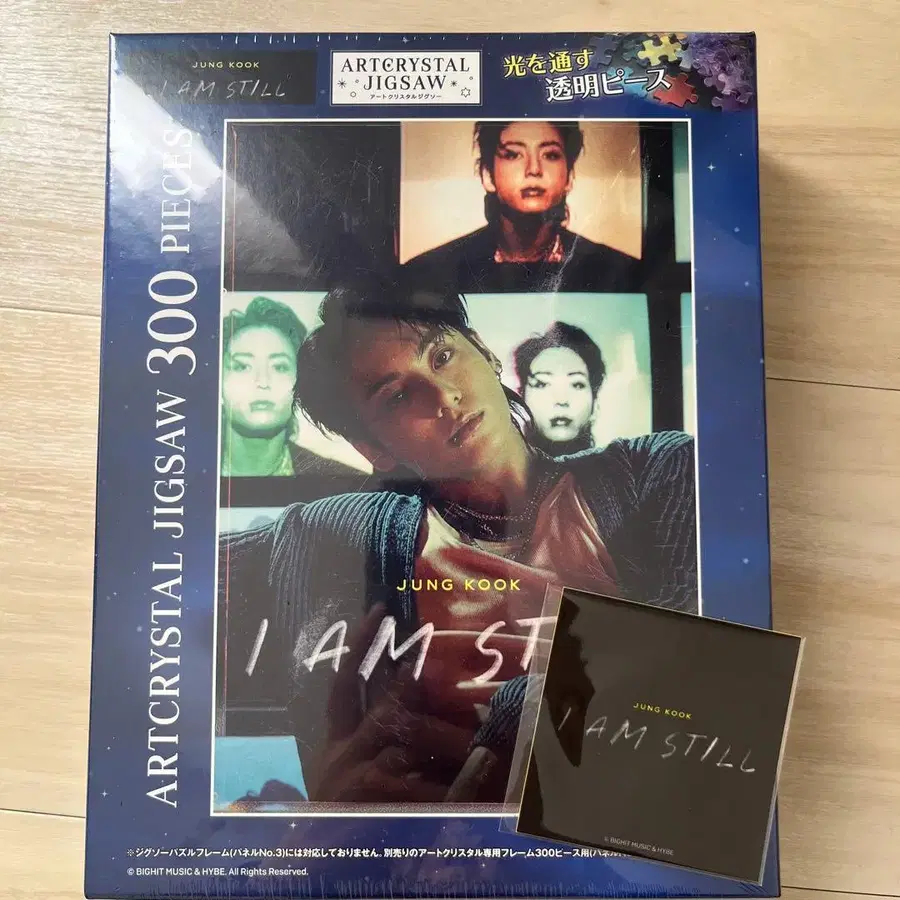 JUNG KOOK
I AM STILL
ARTCRYSTAL
JIGSAW
アートクリスタルジグソー
光を通す
透明ピース
ARTCRYSTAL JIGSAW 300 PIECES
JUNG KOOK
I AM ST
※ジグソーパズルフレーム(パネルNo.3)には対応しておりません。別売りのアートクリスタル専用フレーム300ピース用(パネル
© BIGHIT MUSIC & HYBE. All Rights Reserved.
JUNG KOOK
I AM STILL
© BIGHIT MUSIC & HYBE